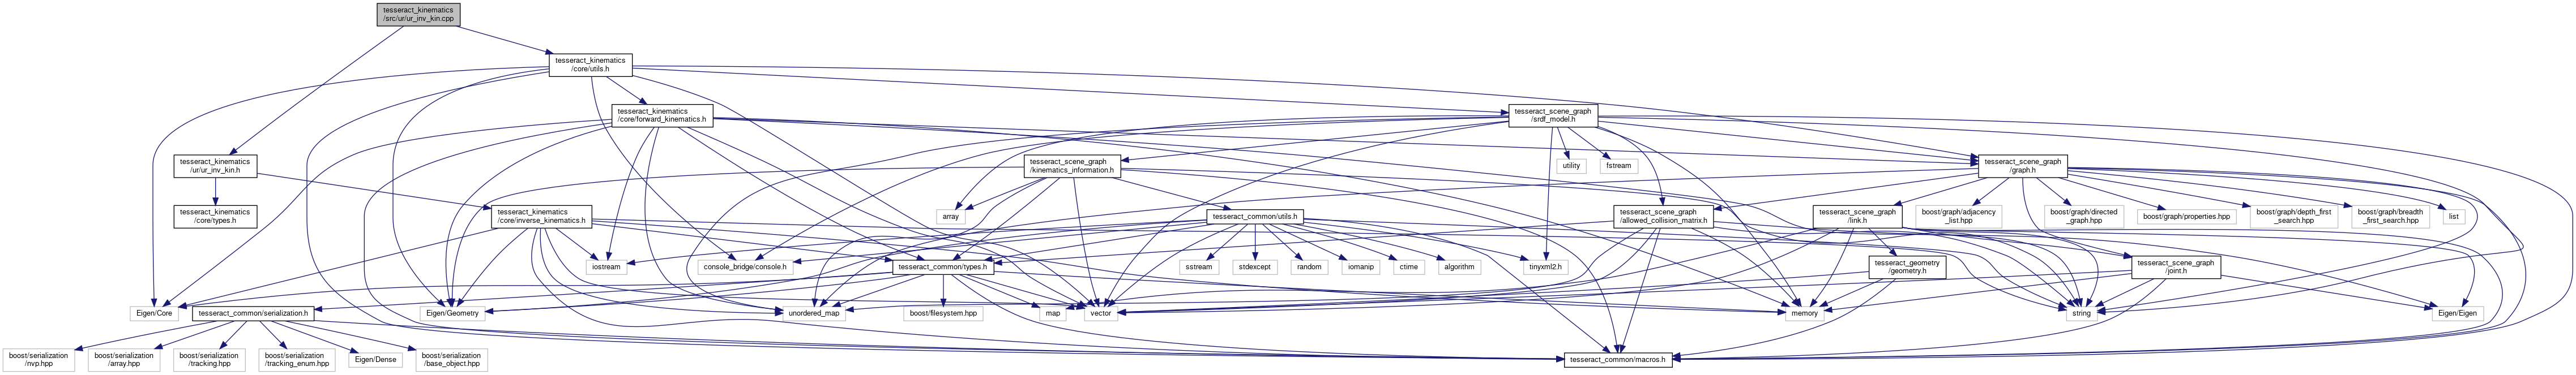 tesseract_kinematics
/src/ur/ur_inv_kin.cpp
tesseract_kinematics
/core/utils.h
tesseract_kinematics
/core/forward_kinematics.h
tesseract_scene_graph
/srdf_model.h
tesseract_kinematics
/ur/ur_inv_kin.h
tesseract_scene_graph
/kinematics_information.h
utility
fstream
tesseract_scene_graph
/graph.h
tesseract_kinematics
/core/types.h
tesseract_kinematics
/core/inverse_kinematics.h
array
tesseract_common/utils.h
tesseract_scene_graph
/allowed_collision_matrix.h
tesseract_scene_graph
/link.h
boost/graph/adjacency
_list.hpp
boost/graph/directed
_graph.hpp
boost/graph/properties.hpp
boost/graph/depth_first
_search.hpp
boost/graph/breadth
_first_search.hpp
list
iostream
console_bridge/console.h
tesseract_common/types.h
sstream
stdexcept
random
iomanip
ctime
algorithm
tinyxml2.h
tesseract_geometry
/geometry.h
tesseract_scene_graph
/joint.h
Eigen/Core
tesseract_common/serialization.h
Eigen/Geometry
unordered_map
boost/filesystem.hpp
map
vector
memory
string
Eigen/Eigen
boost/serialization
/nvp.hpp
boost/serialization
/array.hpp
boost/serialization
/tracking.hpp
boost/serialization
/tracking_enum.hpp
Eigen/Dense
boost/serialization
/base_object.hpp
tesseract_common/macros.h